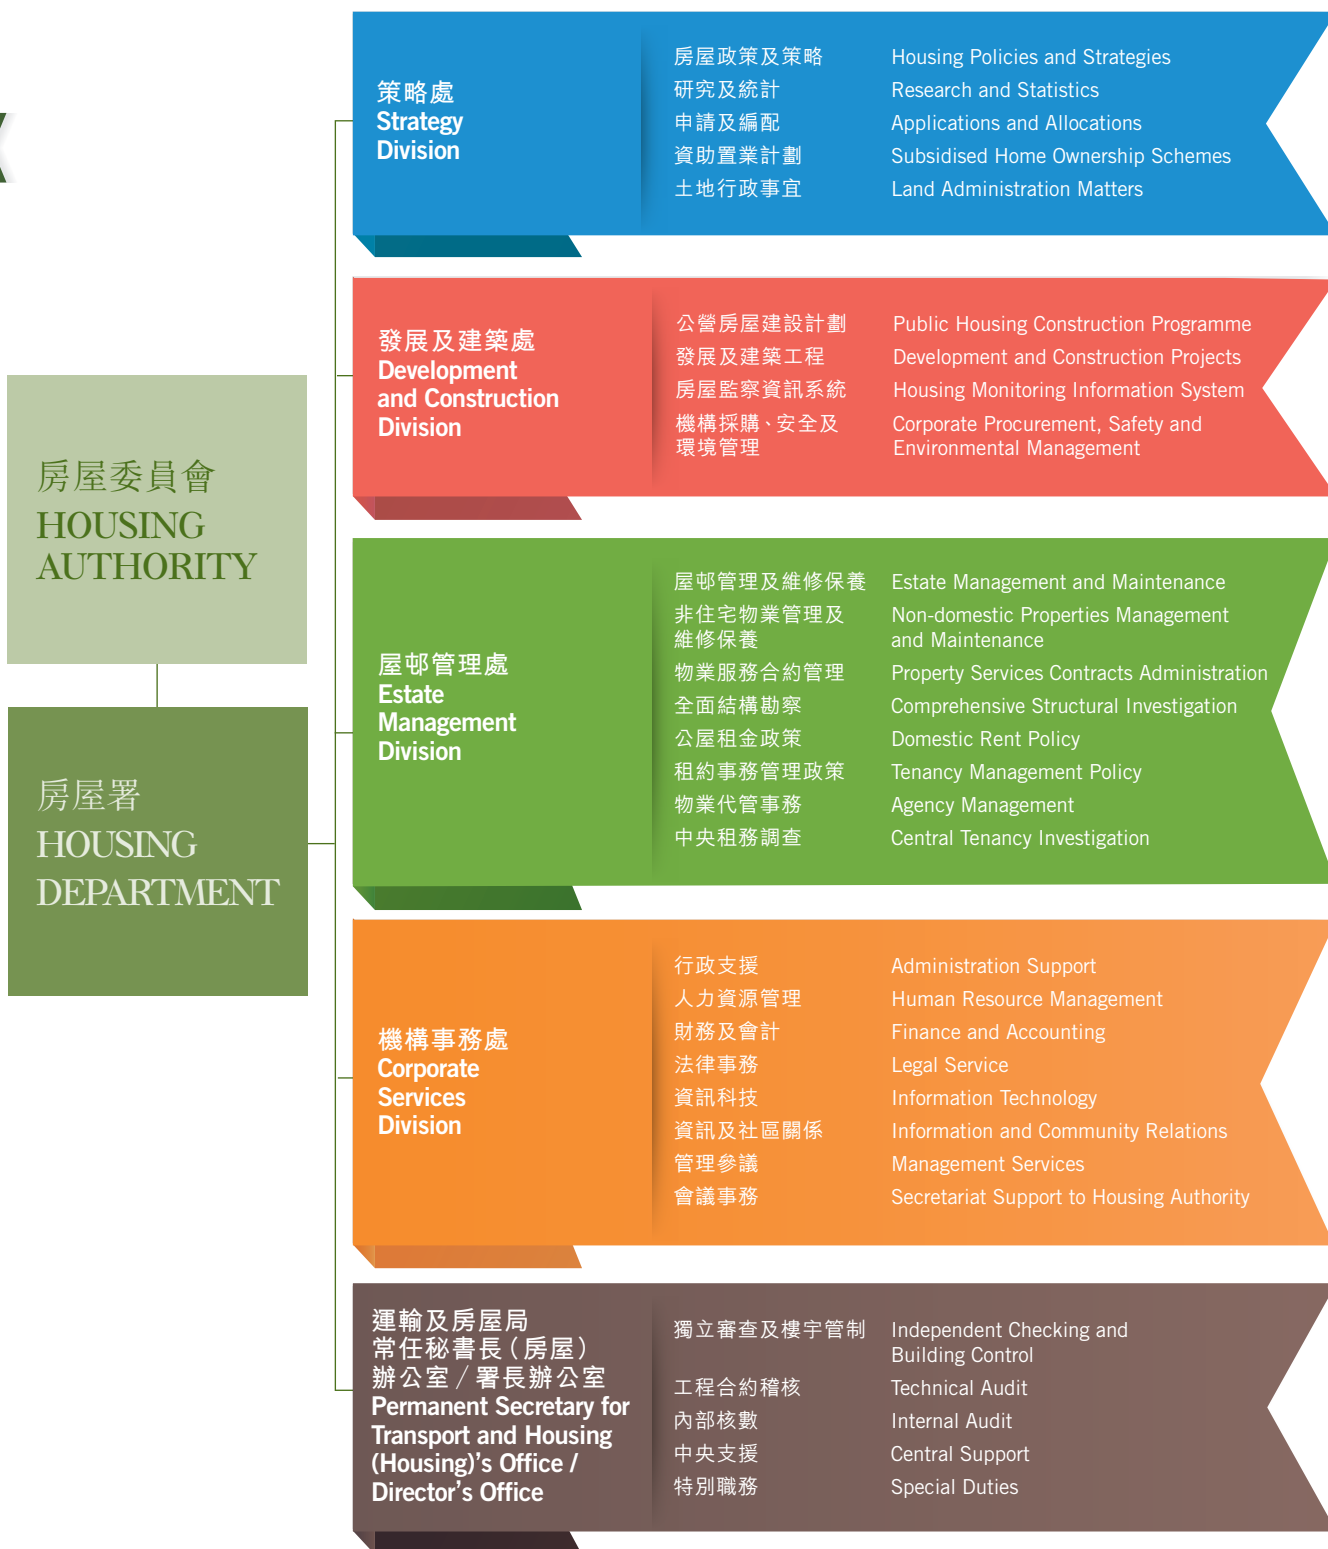 房屋委員會
HOUSING
AUTHORITY
房屋署
HOUSING
DEPARTMENT
策略處
Strategy
Division
房屋政策及策略 Housing Policies and Strategies
研究及統計 Research and Statistics
申請及編配 Applications and Allocations
資助置業計劃 Subsidised Home Ownership Schemes
土地行政事宜 Land Administration Matters
發展及建築處
Development
and Construction
Division
公營房屋建設計劃 Public Housing Construction Programme
發展及建築工程 Development and Construction Projects
房屋監察資訊系統 Housing Monitoring Information System
機構採購、安全及 Corporate Procurement, Safety and
環境管理 Environmental Management
屋邨管理處
Estate
Management
Division
屋邨管理及維修保養 Estate Management and Maintenance
非住宅物業管理及 Non-domestic Properties Management
維修保養 and Maintenance
物業服務合約管理 Property Services Contracts Administration
全面結構勘察 Comprehensive Structural Investigation
公屋租金政策 Domestic Rent Policy
租約事務管理政策 Tenancy Management Policy
物業代管事務 Agency Management
中央租務調查 Central Tenancy Investigation
機構事務處
Corporate
Services
Division
行政支援 Administration Support
人力資源管理 Human Resource Management
財務及會計 Finance and Accounting
法律事務 Legal Service
資訊科技 Information Technology
資訊及社區關係 Information and Community Relations
管理參議 Management Services
會議事務 Secretariat Support to Housing Authority
運輸及房屋局
常任秘書長（房屋）
辦公室／署長辦公室
Permanent Secretary for
Transport and Housing
(Housing)'s Office /
Director's Office
獨立審查及樓宇管制 Independent Checking and
Building Control
工程合約稽核 Technical Audit
內部核數 Internal Audit
中央支援 Central Support
特別職務 Special Duties